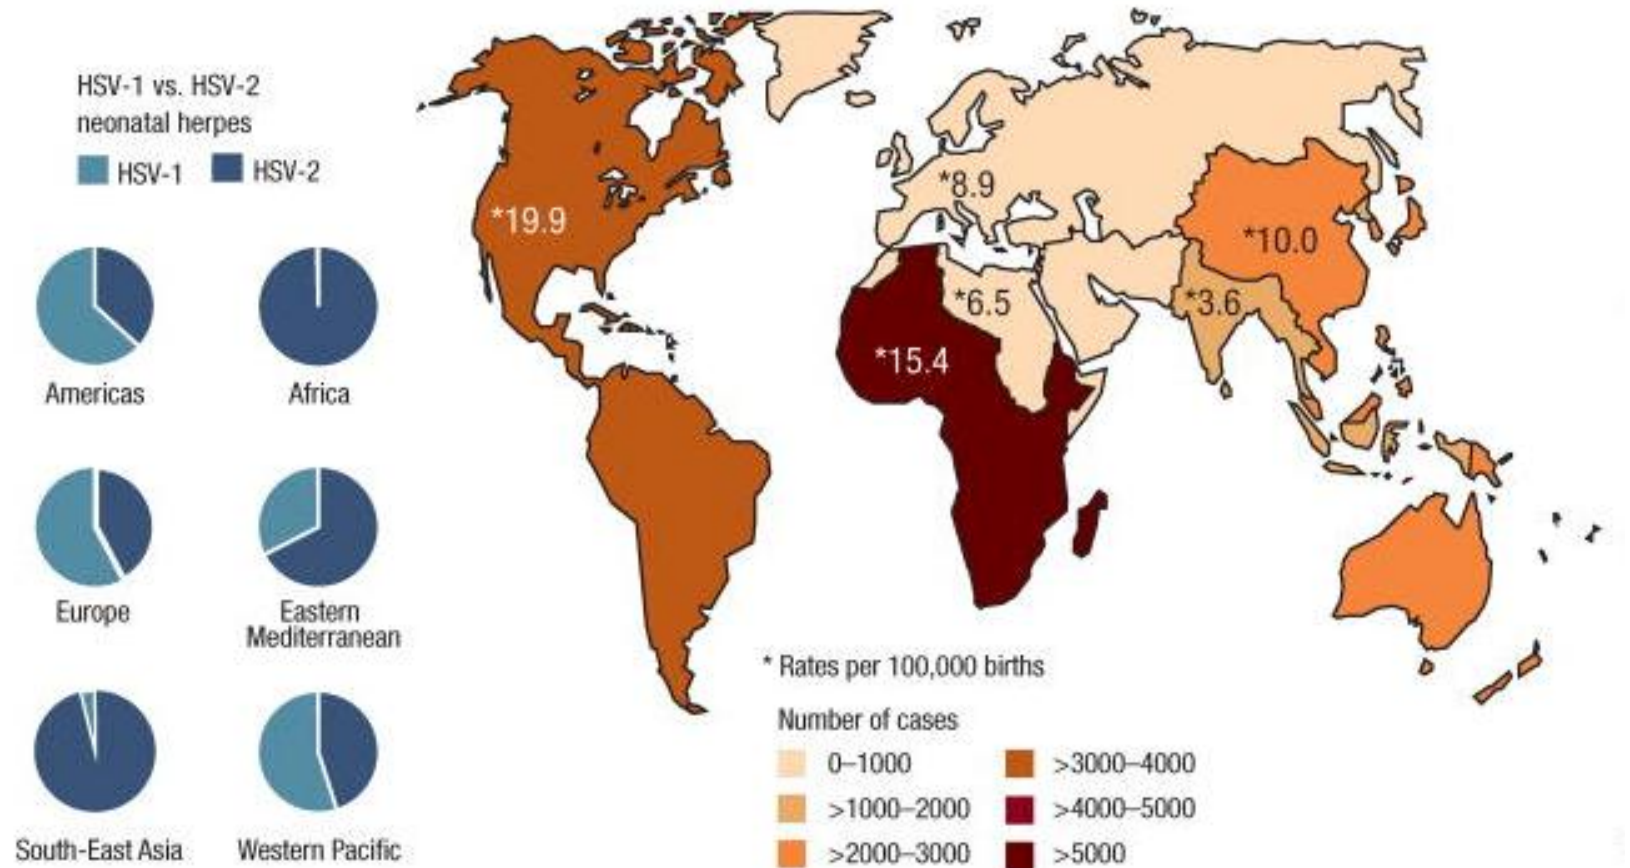 HSV-1 vs. HSV-2
neonatal herpes
HSV-1 HSV-2
Americas
Africa
Europe
Eastern
Mediterranean
South-East Asia
Western Pacific
*19.9
*8.9
*10.0
*6.5
*3.6
*15.4
* Rates per 100,000 births
Number of cases
0–1000
>1000–2000
>2000–3000
>3000–4000
>4000–5000
>5000